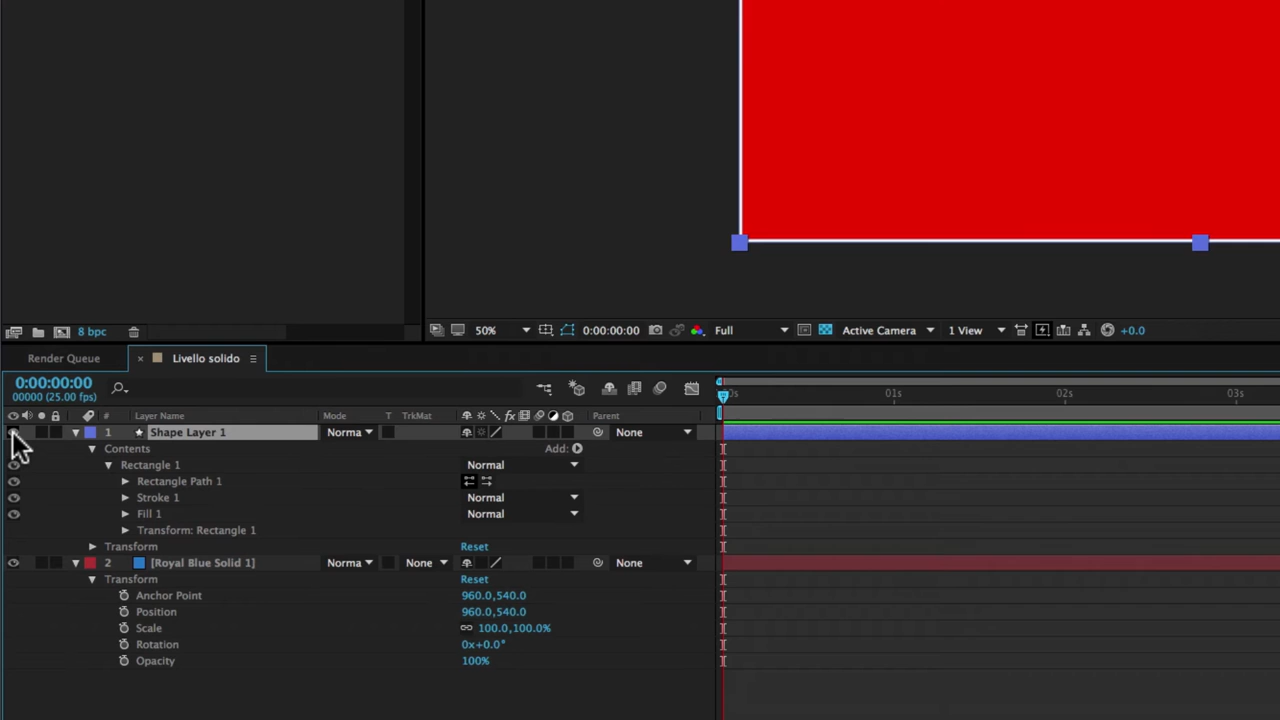 8 bpc
50% 0:00:00:00 Full Active Camera 1 View +0.0
Render Queue × Livello solido
0:00:00:00
00000 (25.00 fps)
0s 01s 02s 03s
# Layer Name Mode T TrkMat fx Parent
1 Shape Layer 1 Norma None
Contents Add:
Rectangle 1 Normal
Rectangle Path 1
Stroke 1 Normal
Fill 1 Normal
Transform: Rectangle 1
Transform Reset
2 [Royal Blue Solid 1] Norma None None
Transform Reset
Anchor Point 960.0,540.0
Position 960.0,540.0
Scale 100.0,100.0%
Rotation 0x+0.0°
Opacity 100%